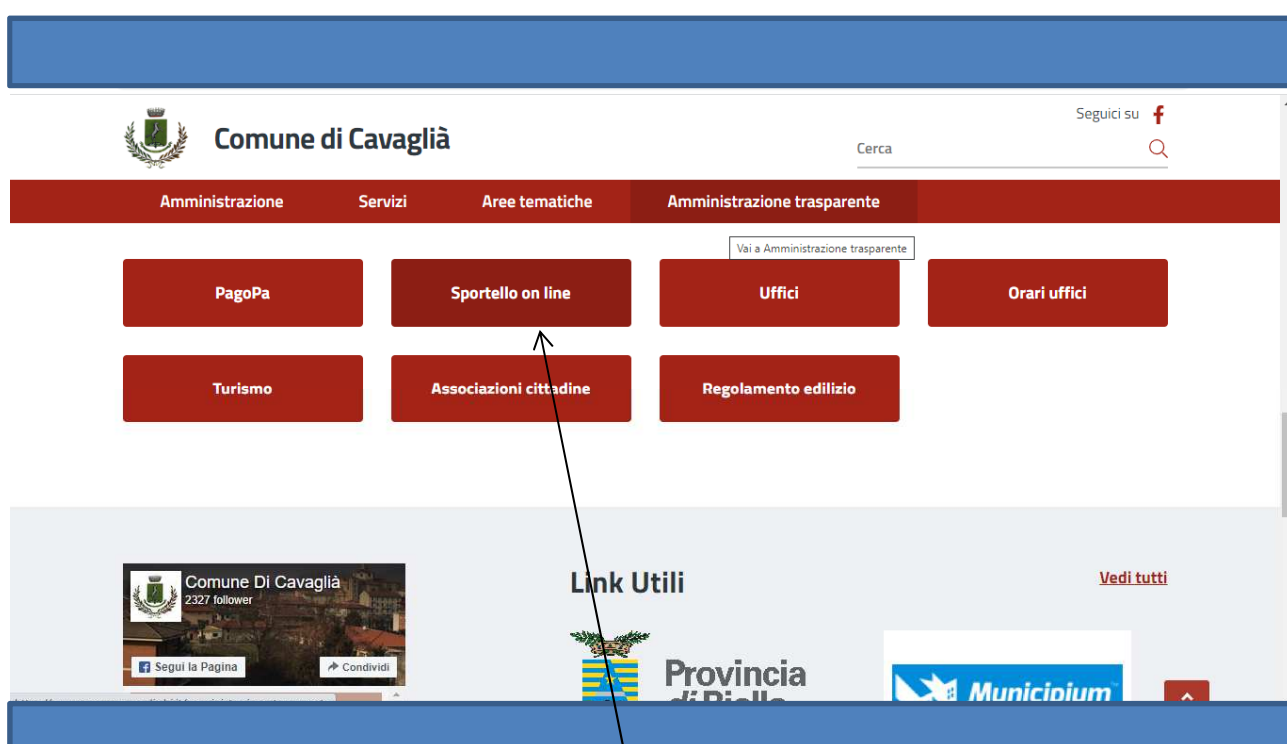 Seguici su
Comune di Cavaglià
Cerca
Amministrazione Servizi Aree tematiche Amministrazione trasparente
Vai a Amministrazione trasparente
PagoPa Sportello on line Uffici Orari uffici
Turismo Associazioni cittadine Regolamento edilizio
Comune Di Cavaglià
2327 follower
Segui la Pagina Condividi
Link Utili
Vedi tutti
Provincia
di Biella
Municipium